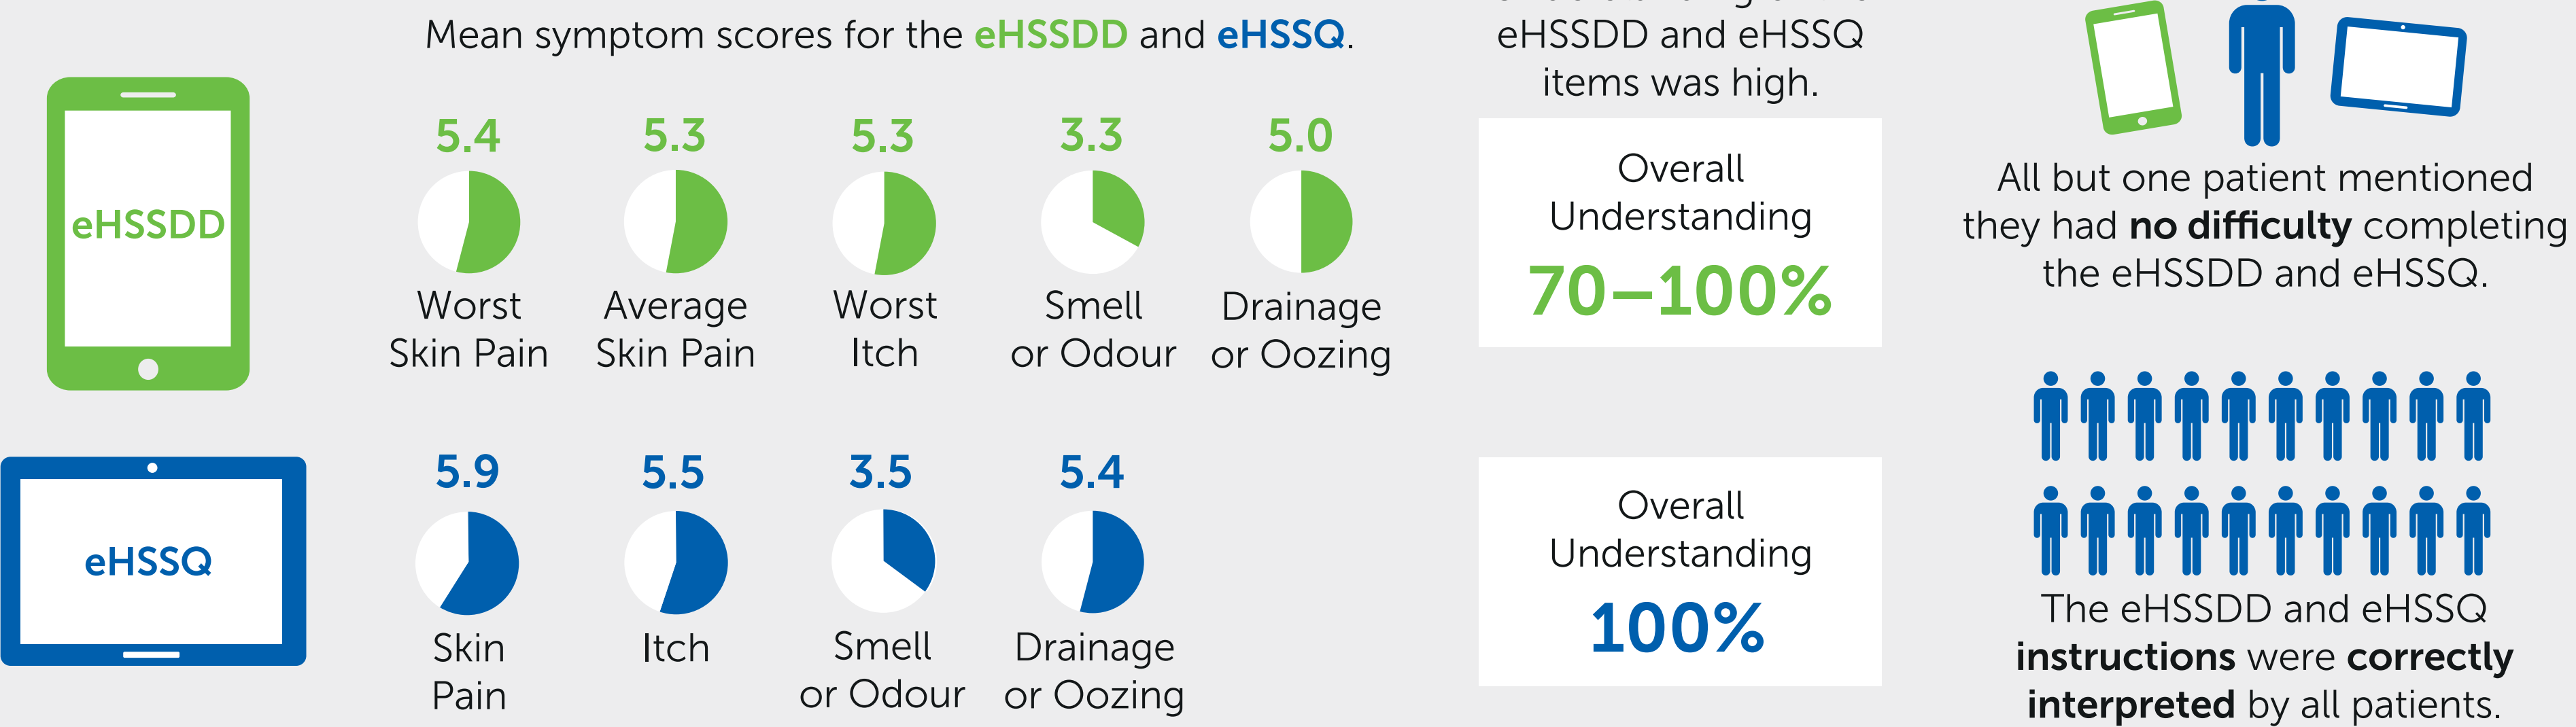 Mean symptom scores for the eHSSDD and eHSSQ.
eHSSDD
5.4
5.3
5.3
3.3
5.0
Worst
Skin Pain
Average
Skin Pain
Worst
Itch
Smell
or Odour
Drainage
or Oozing
eHSSQ
5.9
5.5
3.5
5.4
Skin
Pain
Itch
Smell
or Odour
Drainage
or Oozing
eHSSDD and eHSSQ
items was high.
Overall
Understanding
70–100%
Overall
Understanding
100%
All but one patient mentioned
they had no difficulty completing
the eHSSDD and eHSSQ.
The eHSSDD and eHSSQ
instructions were correctly
interpreted by all patients.